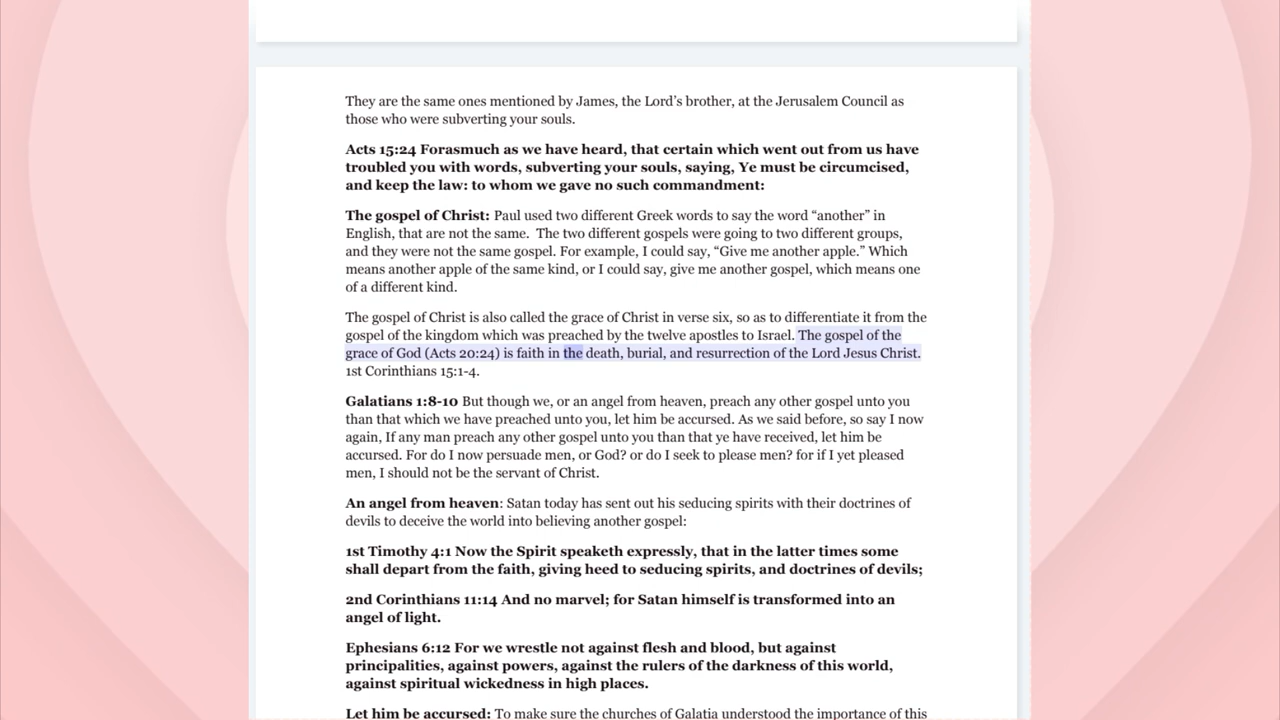 They are the same ones mentioned by James, the Lord’s brother, at the Jerusalem Council as
those who were subverting your souls.
Acts 15:24 Forasmuch as we have heard, that certain which went out from us have
troubled you with words, subverting your souls, saying, Ye must be circumcised,
and keep the law: to whom we gave no such commandment:
The gospel of Christ: Paul used two different Greek words to say the word “another” in
English, that are not the same.  The two different gospels were going to two different groups,
and they were not the same gospel. For example, I could say, “Give me another apple.” Which
means another apple of the same kind, or I could say, give me another gospel, which means one
of a different kind.
The gospel of Christ is also called the grace of Christ in verse six, so as to differentiate it from the
gospel of the kingdom which was preached by the twelve apostles to Israel. The gospel of the
grace of God (Acts 20:24) is faith in the death, burial, and resurrection of the Lord Jesus Christ.
1st Corinthians 15:1-4.
Galatians 1:8-10 But though we, or an angel from heaven, preach any other gospel unto you
than that which we have preached unto you, let him be accursed. As we said before, so say I now
again, If any man preach any other gospel unto you than that ye have received, let him be
accursed. For do I now persuade men, or God? or do I seek to please men? for if I yet pleased
men, I should not be the servant of Christ.
An angel from heaven: Satan today has sent out his seducing spirits with their doctrines of
devils to deceive the world into believing another gospel:
1st Timothy 4:1 Now the Spirit speaketh expressly, that in the latter times some
shall depart from the faith, giving heed to seducing spirits, and doctrines of devils;
2nd Corinthians 11:14 And no marvel; for Satan himself is transformed into an
angel of light.
Ephesians 6:12 For we wrestle not against flesh and blood, but against
principalities, against powers, against the rulers of the darkness of this world,
against spiritual wickedness in high places.
Let him be accursed: To make sure the churches of Galatia understood the importance of this